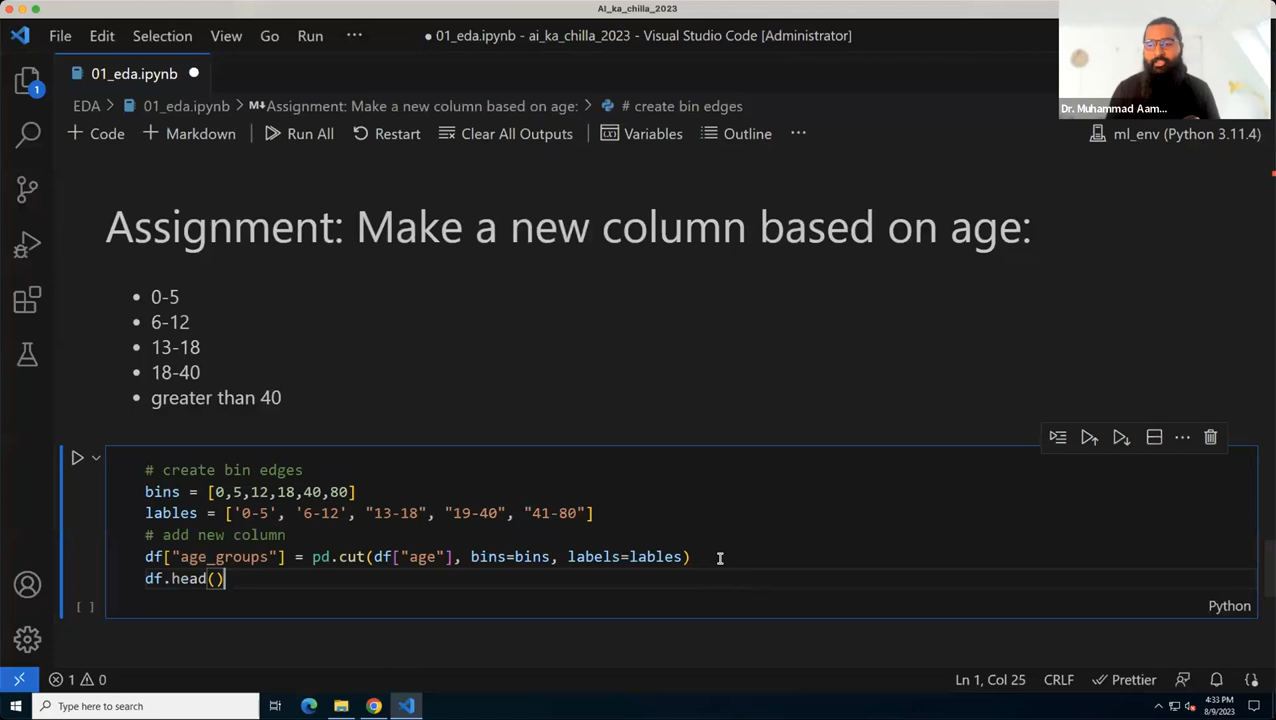 AI_ka_chilla_2023
File Edit Selection View Go Run ···
● 01_eda.ipynb - ai_ka_chilla_2023 - Visual Studio Code [Administrator]
01_eda.ipynb
1
EDA > 01_eda.ipynb > M↓Assignment: Make a new column based on age: > # create bin edges
+ Code + Markdown Run All Restart Clear All Outputs Variables Outline ···
ml_env (Python 3.11.4)
Dr. Muhammad Aam...
Assignment: Make a new column based on age:
• 0-5
• 6-12
• 13-18
• 18-40
• greater than 40
# create bin edges
bins = [0,5,12,18,40,80]
lables = ['0-5', '6-12', "13-18", "19-40", "41-80"]
# add new column
df["age_groups"] = pd.cut(df["age"], bins=bins, labels=lables)
df.head()
[ ]
Python
1 0
Ln 1, Col 25 CRLF Prettier
Type here to search
4:33 PM
8/9/2023